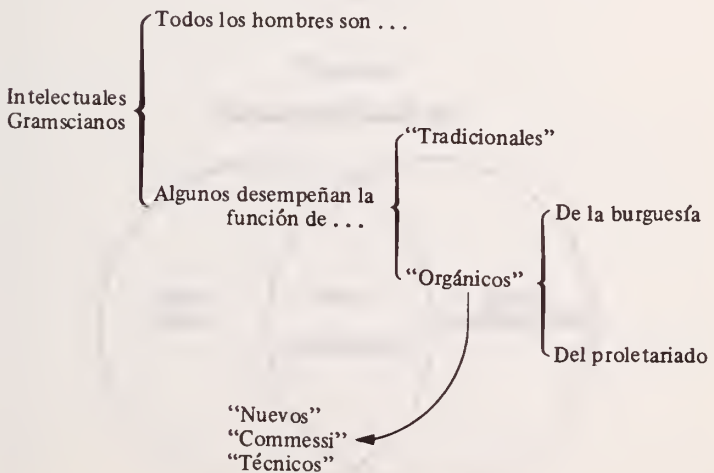 Todos los hombres son . . .
Intelectuales
Gramscianos
Algunos desempeñan la
función de . . .
“Tradicionales”
“Orgánicos”
De la burguesía
Del proletariado
“Nuevos”
“Commessi”
“Técnicos”